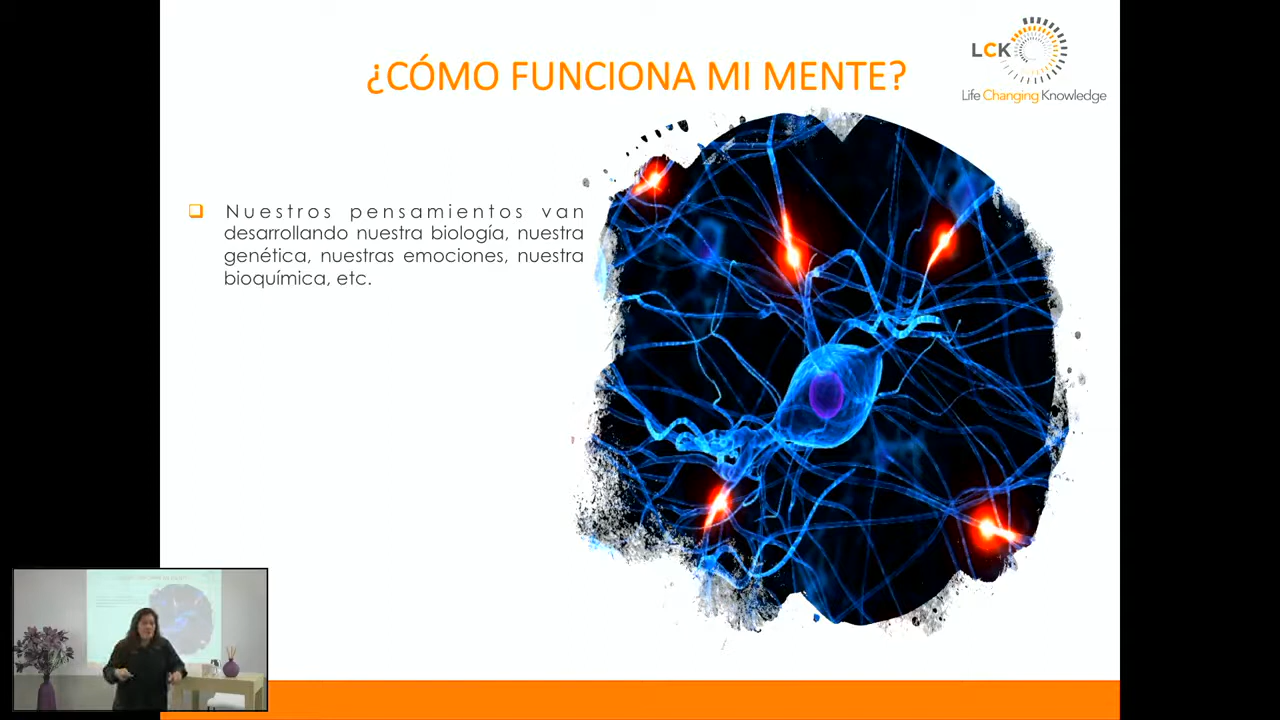 ¿CÓMO FUNCIONA MI MENTE?
LCK
Life Changing Knowledge
Nuestros pensamientos van
desarrollando nuestra biología, nuestra
genética, nuestras emociones, nuestra
bioquímica, etc.